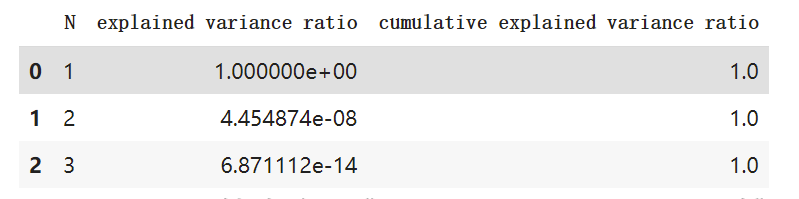 N explained variance ratio cumulative explained variance ratio
0 1 1.000000e+00 1.0
1 2 4.454874e-08 1.0
2 3 6.871112e-14 1.0